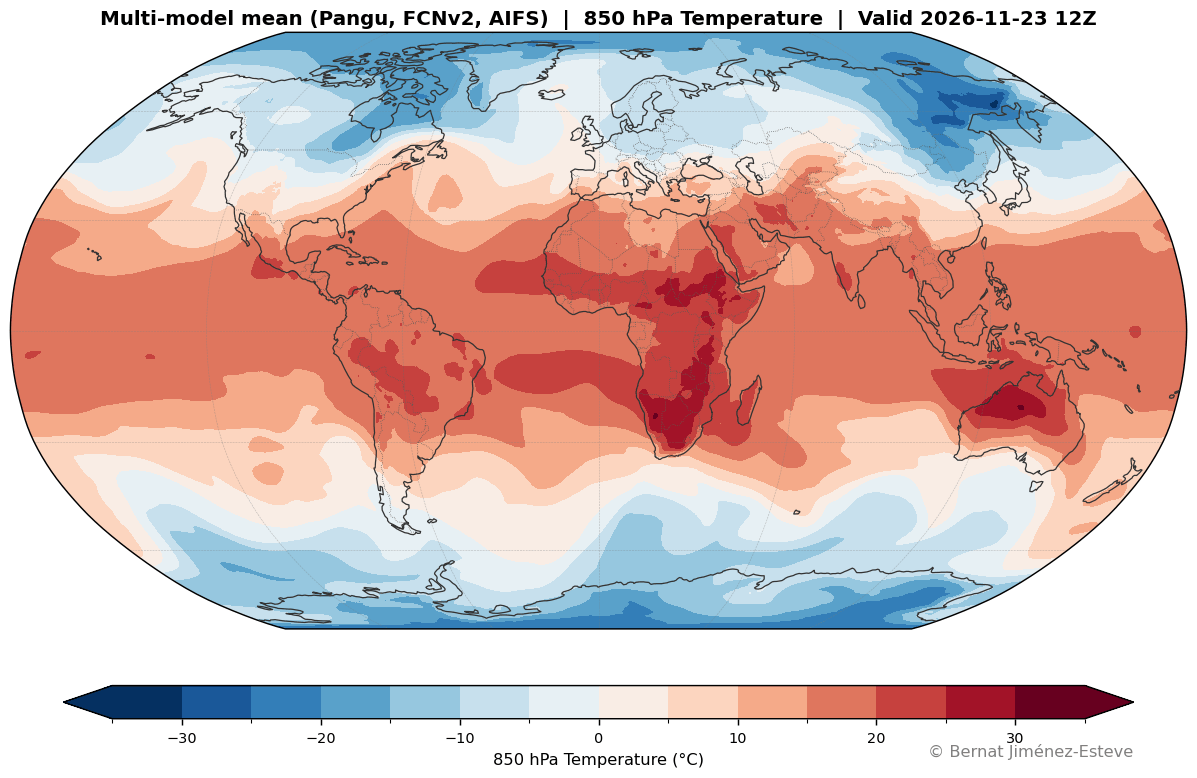 Multi-model mean (Pangu, FCNv2, AIFS)  |  850 hPa Temperature  |  Valid 2026-11-23 12Z
−30 −20 −10 0 10 20 30
850 hPa Temperature (°C)
© Bernat Jiménez-Esteve